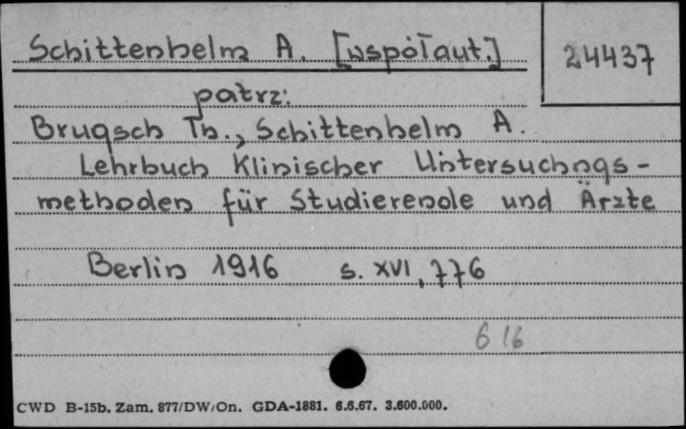 Schittenhelm A. [współaut.]
24437
patrz:
Brugsch Th., Schittenhelm A.
Lehrbuch Klinischer Untersuchngs-
methoden für Studierende und Ärzte
Berlin 1916 s. XVI, 776
616
CWD B-15b. Zam. 877/DW/On. GDA-1881. 6.6.67. 3.600.000.